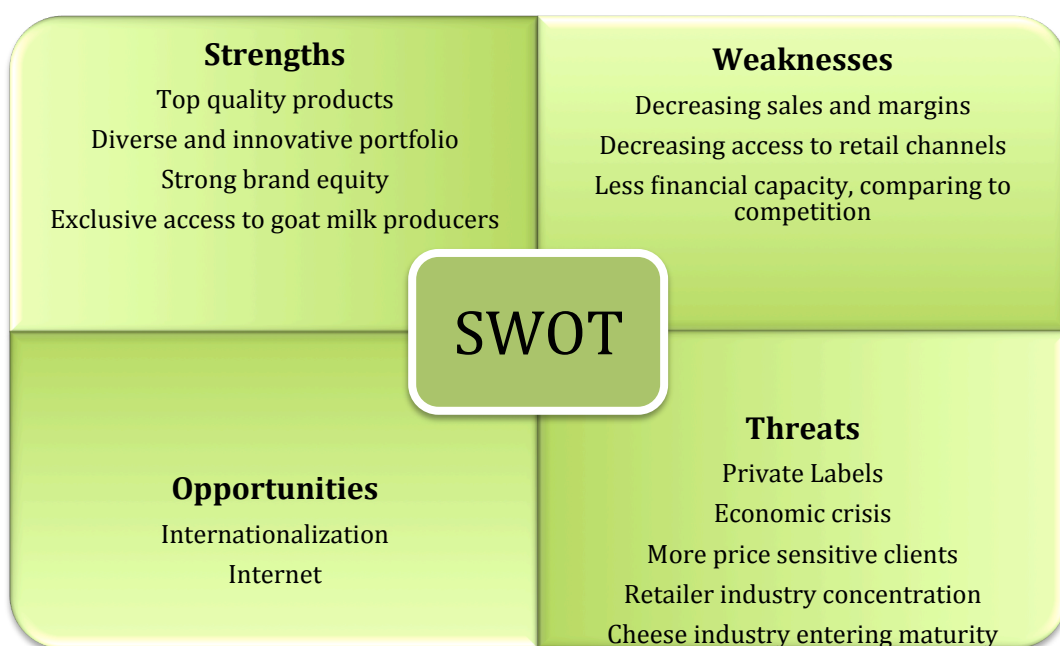 Strengths
Top quality products
Diverse and innovative portfolio
Strong brand equity
Exclusive access to goat milk producers
Weaknesses
Decreasing sales and margins
Decreasing access to retail channels
Less financial capacity, comparing to
competition
SWOT
Opportunities
Internationalization
Internet
Threats
Private Labels
Economic crisis
More price sensitive clients
Retailer industry concentration
Cheese industry entering maturity